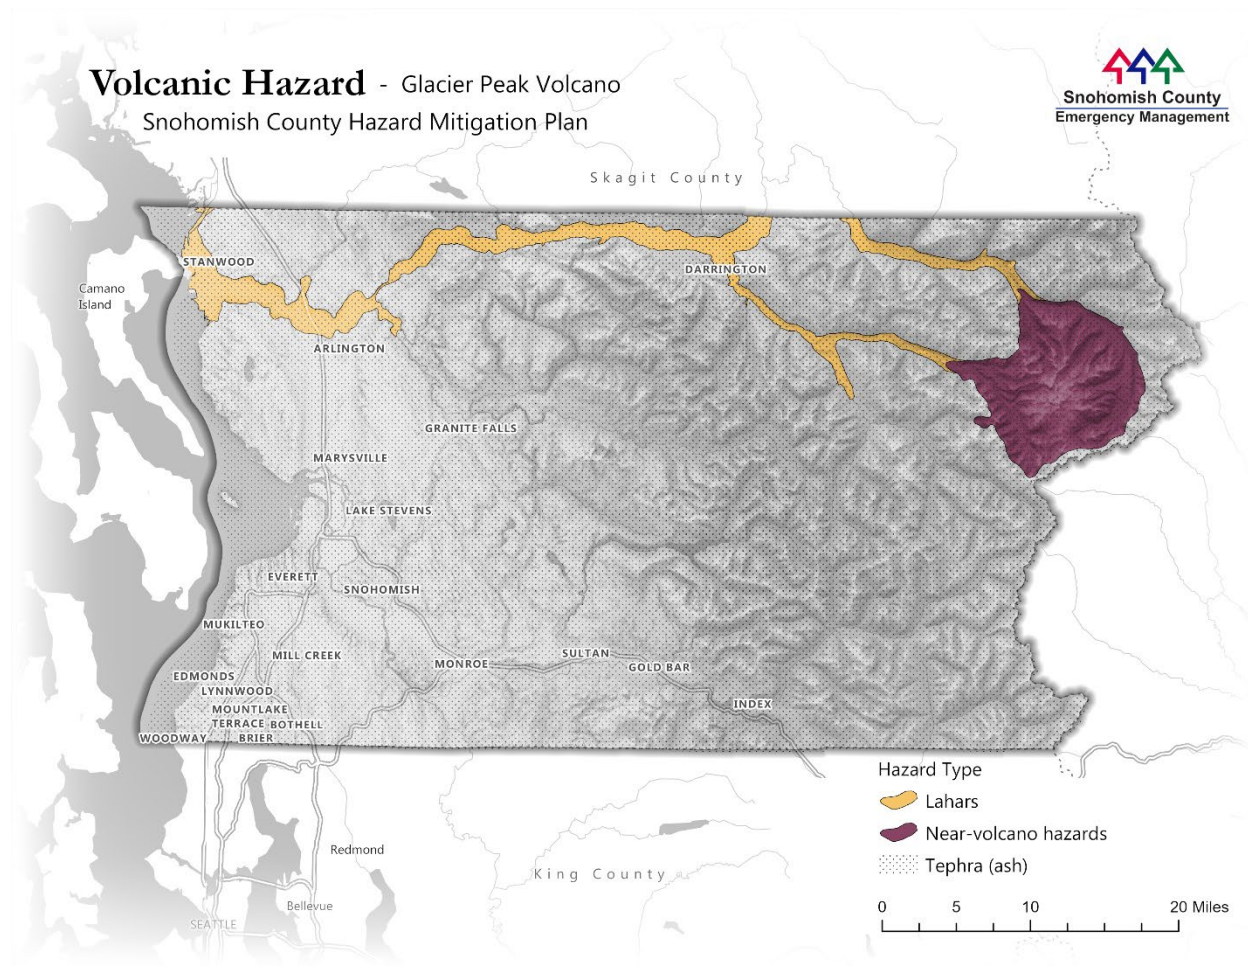 Volcanic Hazard - Glacier Peak Volcano
Snohomish County Hazard Mitigation Plan
Snohomish County
Emergency Management
Skagit County
STANWOOD
DARRINGTON
Camano
Island
ARLINGTON
GRANITE FALLS
MARYSVILLE
LAKE STEVENS
EVERETT
SNOHOMISH
MUKILTEO
MILL CREEK
SULTAN
MONROE
GOLD BAR
EDMONDS
LYNNWOOD
INDEX
MOUNTLAKE
TERRACE
BOTHELL
WOODWAY
BRIER
Hazard Type
Lahars
Near-volcano hazards
Tephra (ash)
Redmond
King County
Bellevue
SEATTLE
0 5 10 20 Miles